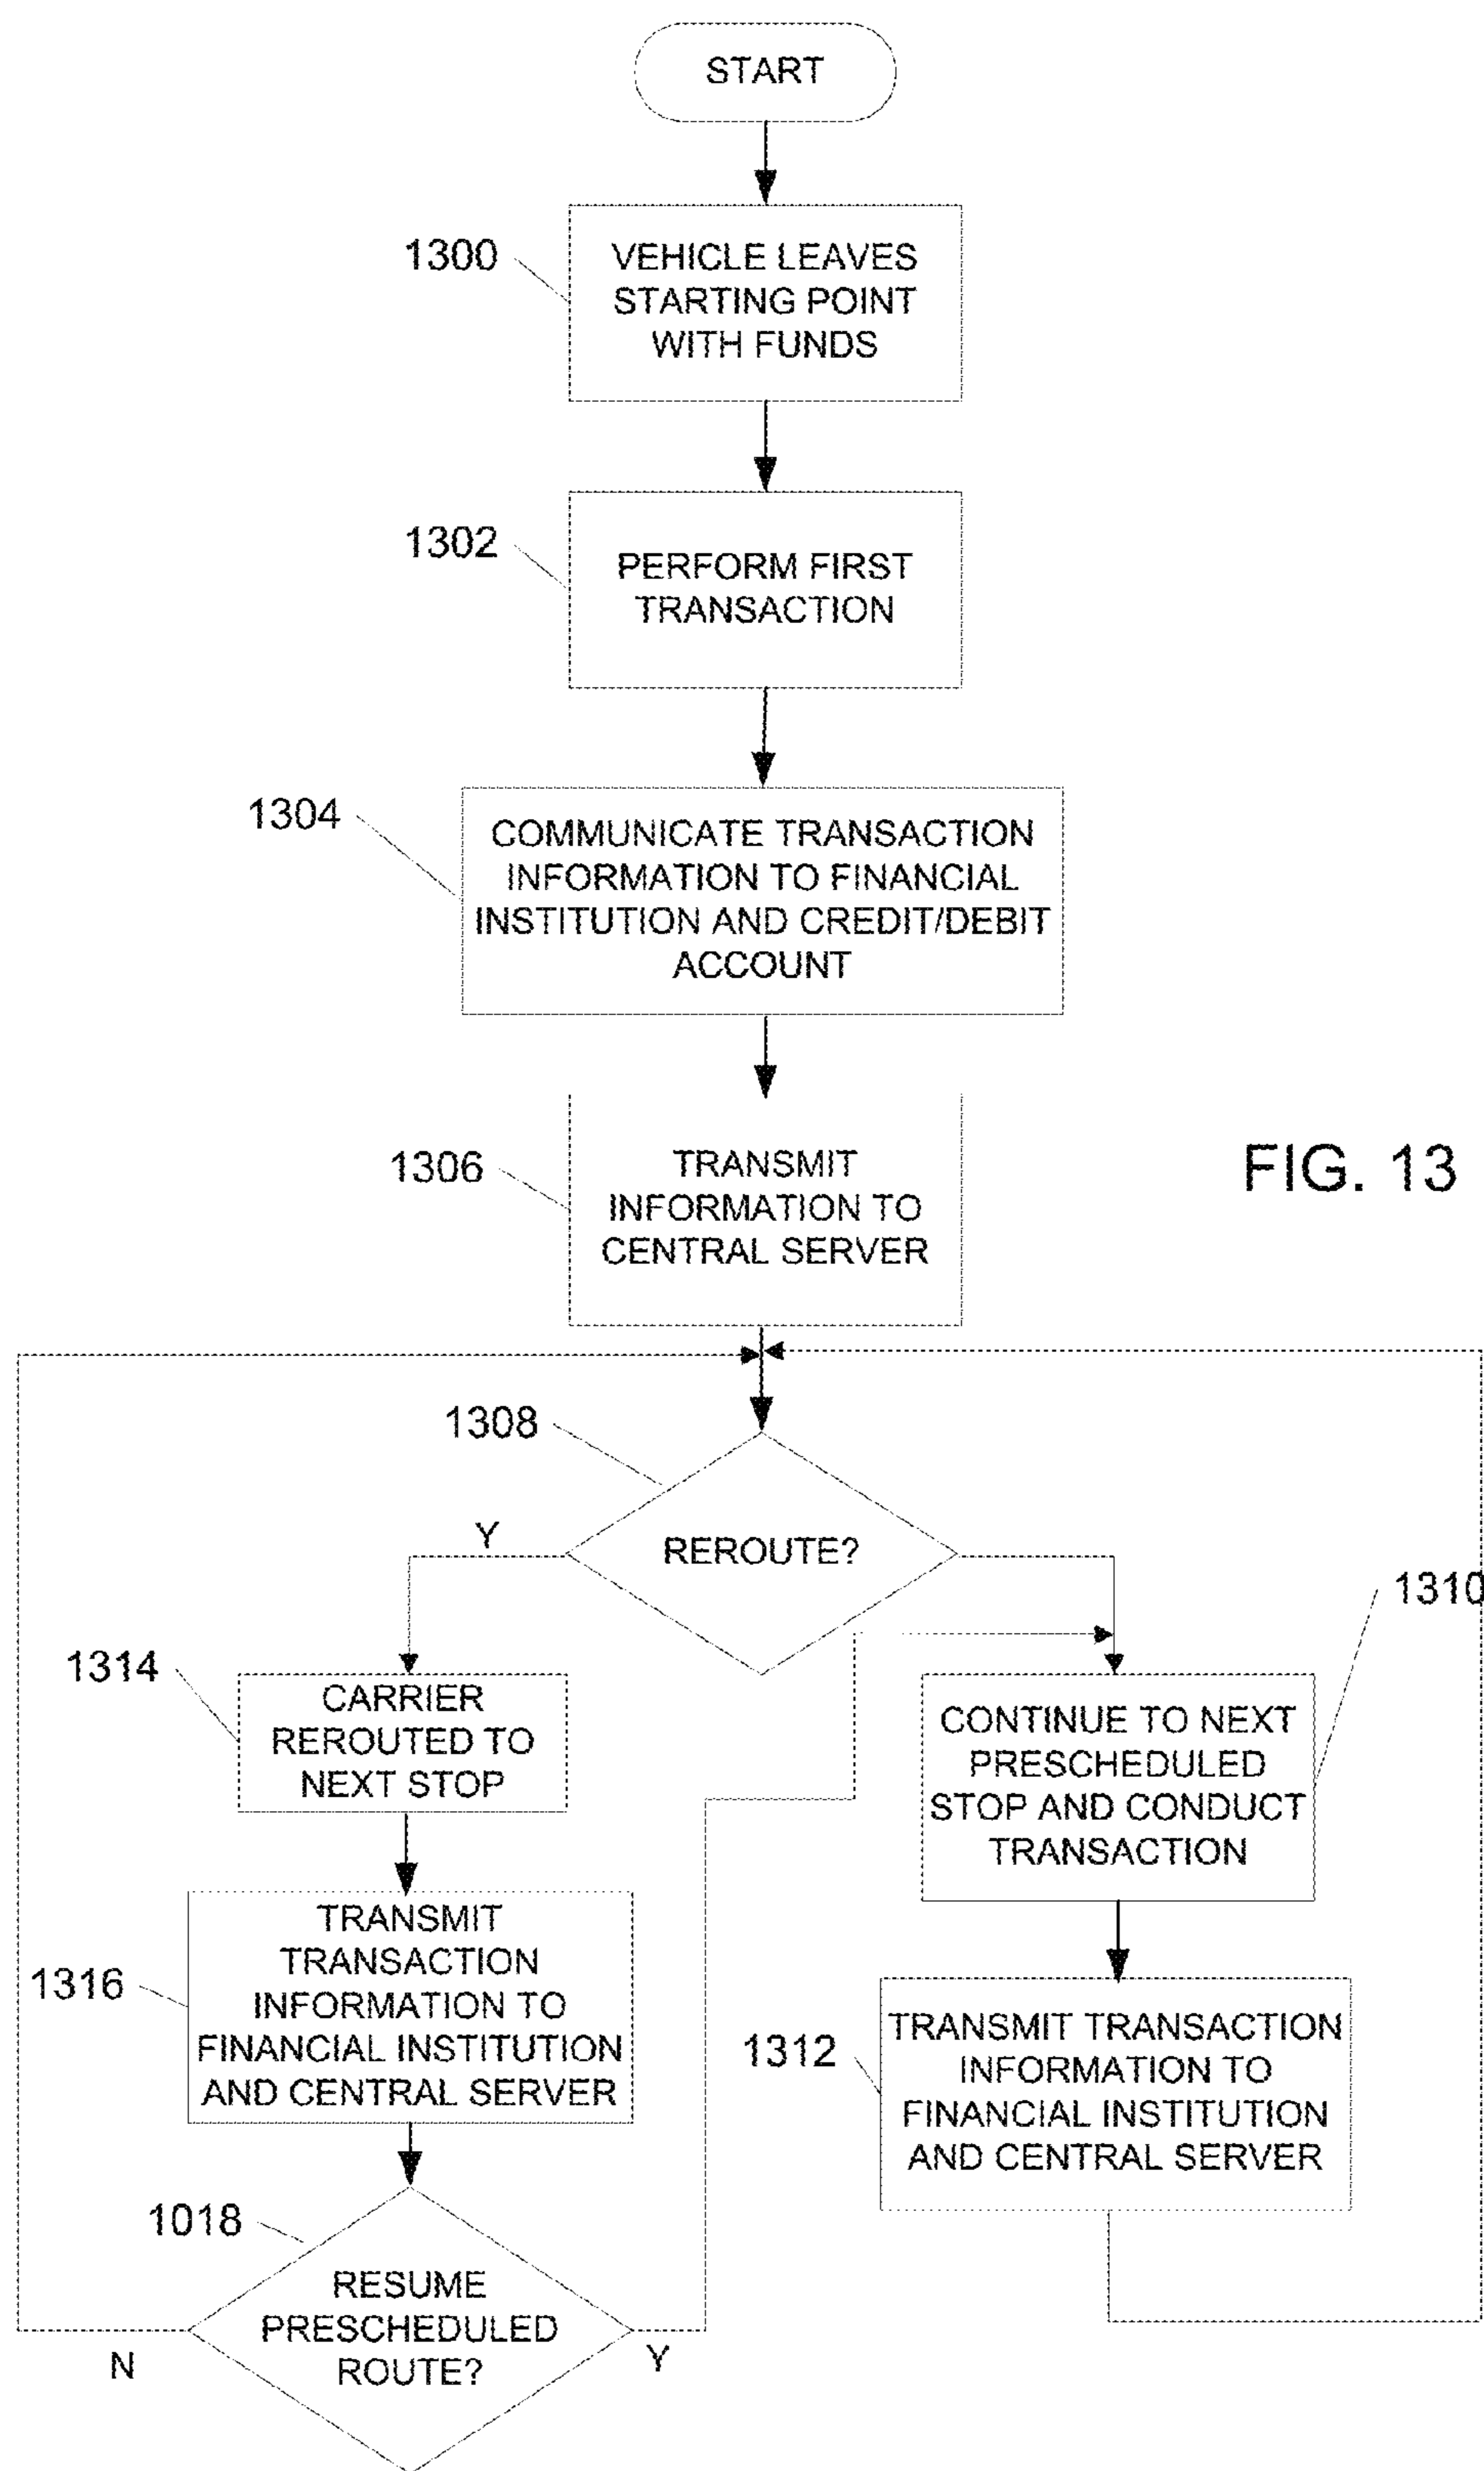 START
1300
VEHICLE LEAVES
STARTING POINT
WITH FUNDS
1302
PERFORM FIRST
TRANSACTION
1304
COMMUNICATE TRANSACTION
INFORMATION TO FINANCIAL
INSTITUTION AND CREDIT/DEBIT
ACCOUNT
1306
TRANSMIT
INFORMATION TO
CENTRAL SERVER
FIG. 13
1308
REROUTE?
Y
1314
CARRIER
REROUTED TO
NEXT STOP
1310
CONTINUE TO NEXT
PRESCHEDULED
STOP AND CONDUCT
TRANSACTION
1316
TRANSMIT
TRANSACTION
INFORMATION TO
FINANCIAL INSTITUTION
AND CENTRAL SERVER
1312
TRANSMIT TRANSACTION
INFORMATION TO
FINANCIAL INSTITUTION
AND CENTRAL SERVER
1018
RESUME
PRESCHEDULED
ROUTE?
N
Y